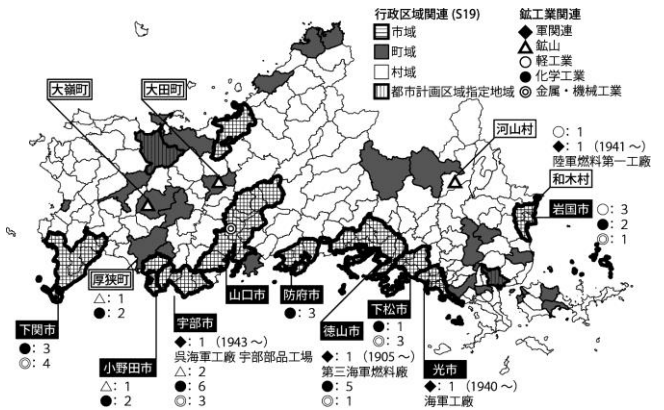 行政区域関連 (S19)
市域
町域
村域
都市計画区域指定地域
鉱工業関連
◆軍関連
△鉱山
○軽工業
●化学工業
◎金属・機械工業
大嶺町
大田町
河山村
○: 1
◆: 1 (1941~)
陸軍燃料第一工廠
和木村
岩国市
○: 3
●: 2
◎: 1
厚狭町
△: 1
●: 2
下関市
●: 3
◎: 4
小野田市
△: 1
●: 2
宇部市
◆: 1 (1943~)
呉海軍工廠 宇部部品工場
△: 2
●: 6
◎: 3
山口市
防府市
●: 3
徳山市
◆: 1 (1905~)
第三海軍燃料廠
●: 5
◎: 1
下松市
●: 1
◎: 3
光市
◆: 1 (1940~)
海軍工廠